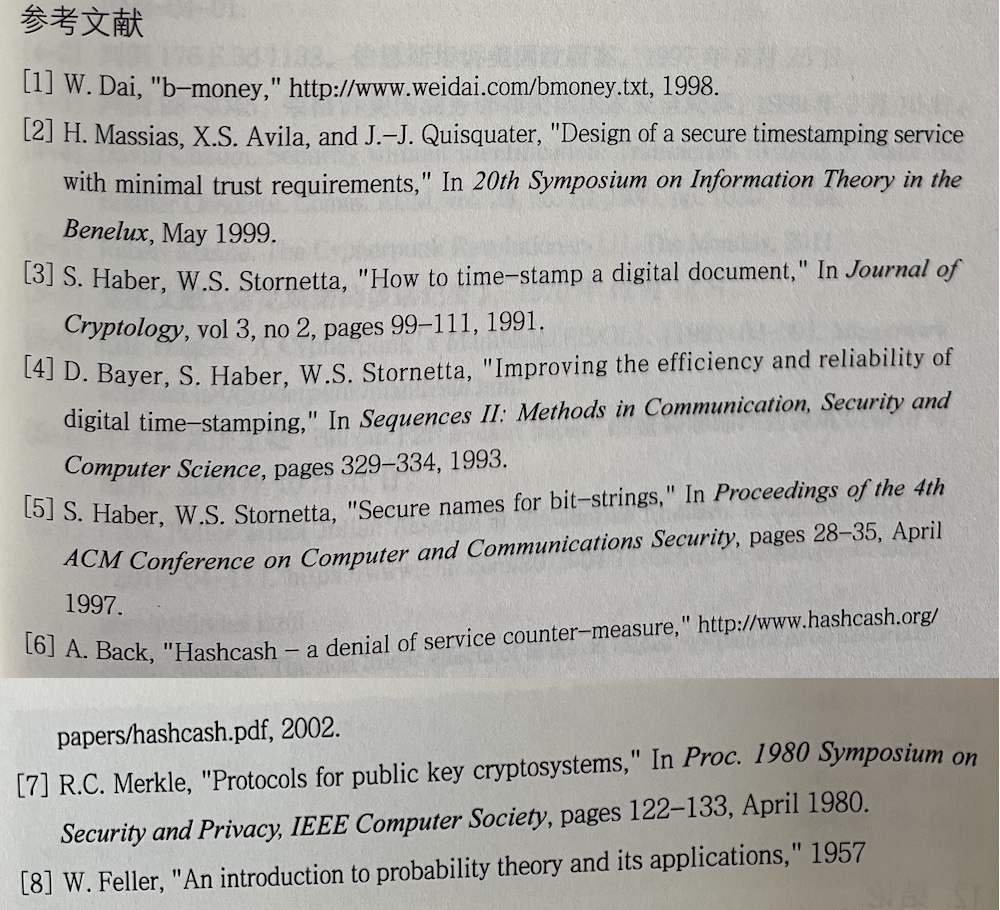 参考文献
[1] W. Dai, "b-money," http://www.weidai.com/bmoney.txt, 1998.
[2] H. Massias, X.S. Avila, and J.-J. Quisquater, "Design of a secure timestamping service
with minimal trust requirements," In 20th Symposium on Information Theory in the
Benelux, May 1999.
[3] S. Haber, W.S. Stornetta, "How to time-stamp a digital document," In Journal of
Cryptology, vol 3, no 2, pages 99-111, 1991.
[4] D. Bayer, S. Haber, W.S. Stornetta, "Improving the efficiency and reliability of
digital time-stamping," In Sequences II: Methods in Communication, Security and
Computer Science, pages 329-334, 1993.
[5] S. Haber, W.S. Stornetta, "Secure names for bit-strings," In Proceedings of the 4th
ACM Conference on Computer and Communications Security, pages 28-35, April
1997.
[6] A. Back, "Hashcash – a denial of service counter-measure," http://www.hashcash.org/
papers/hashcash.pdf, 2002.
[7] R.C. Merkle, "Protocols for public key cryptosystems," In Proc. 1980 Symposium on
Security and Privacy, IEEE Computer Society, pages 122-133, April 1980.
[8] W. Feller, "An introduction to probability theory and its applications," 1957